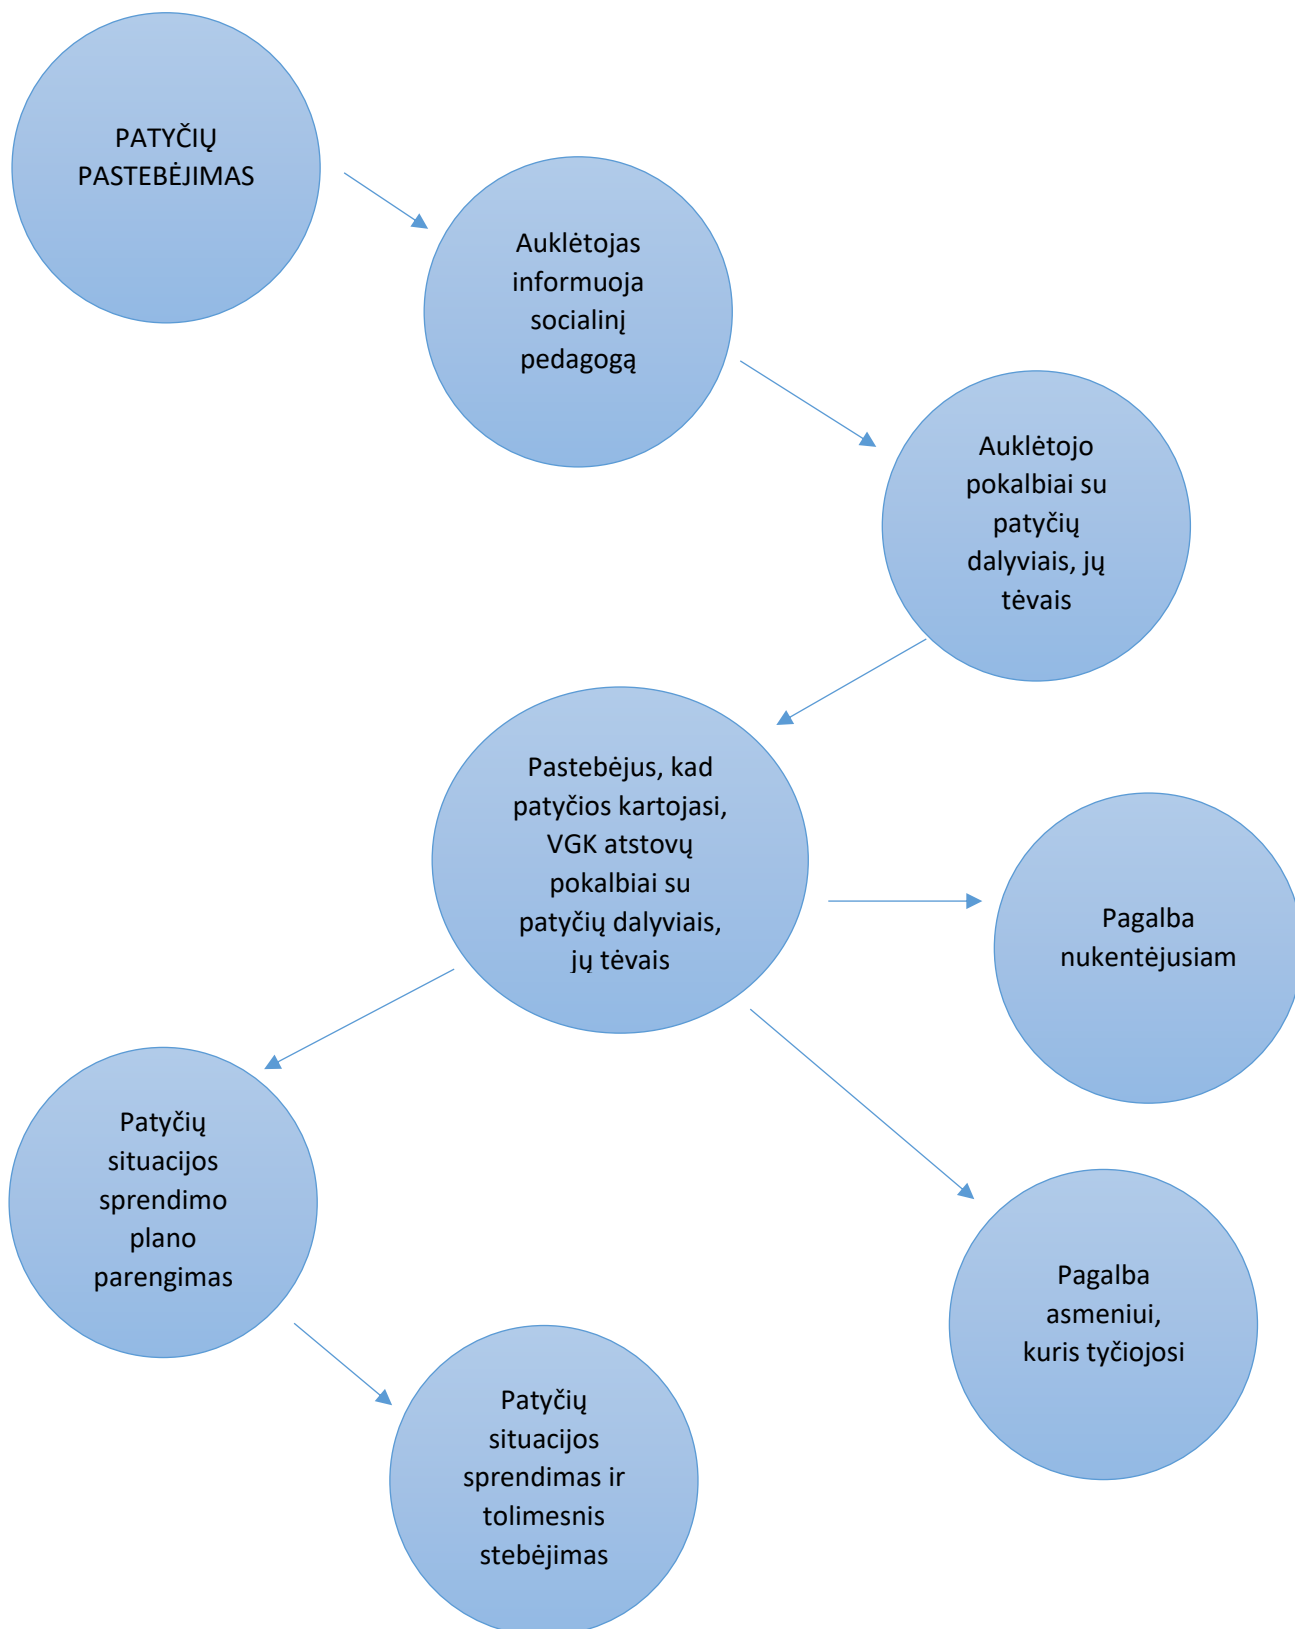 PATYČIŲ
PASTEBĖJIMAS
Auklėtojas
informuoja
socialinį
pedagogą
Auklėtojo
pokalbiai su
patyčių
dalyviais, jų
tėvais
Pastebėjus, kad
patyčios kartojasi,
VGK atstovų
pokalbiai su
patyčių dalyviais,
jų tėvais
Pagalba
nukentėjusiam
Patyčių
situacijos
sprendimo
plano
parengimas
Pagalba
asmeniui,
kuris tyčiojosi
Patyčių
situacijos
sprendimas ir
tolimesnis
stebėjimas